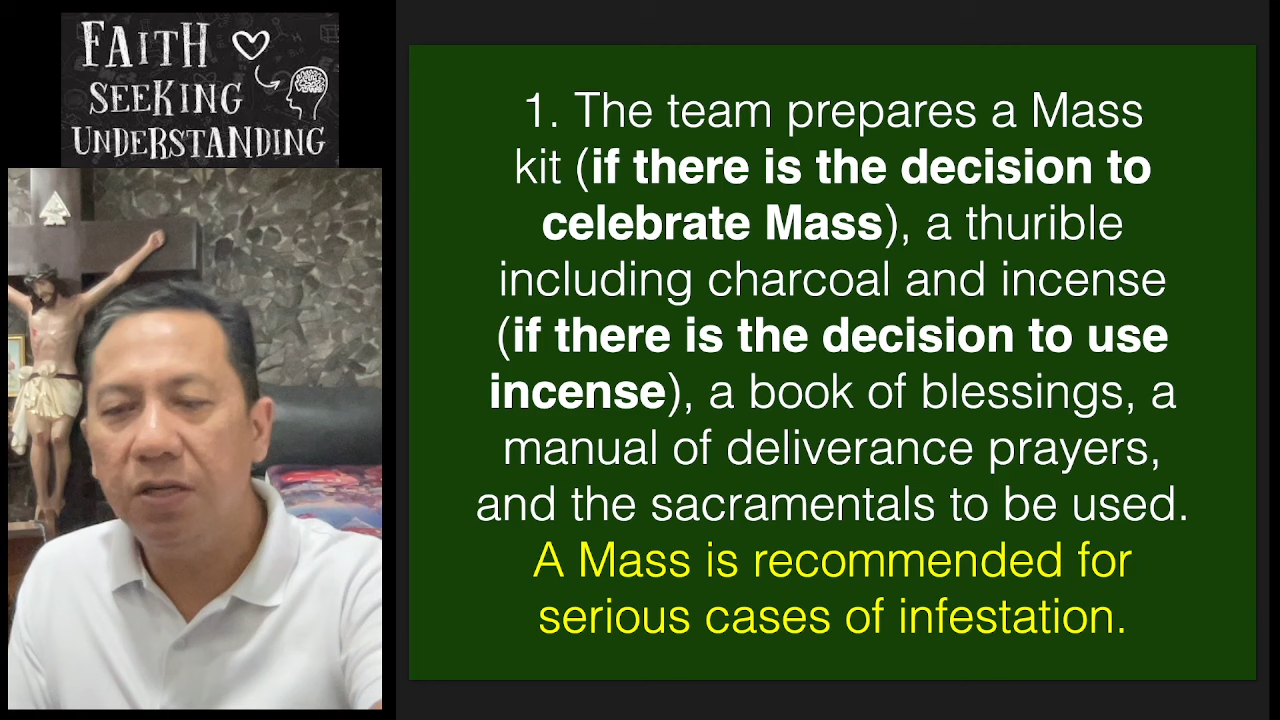 FAITH
SEEKING
UNDERSTANDING
1. The team prepares a Mass
kit (if there is the decision to
celebrate Mass), a thurible
including charcoal and incense
(if there is the decision to use
incense), a book of blessings, a
manual of deliverance prayers,
and the sacramentals to be used.
A Mass is recommended for
serious cases of infestation.